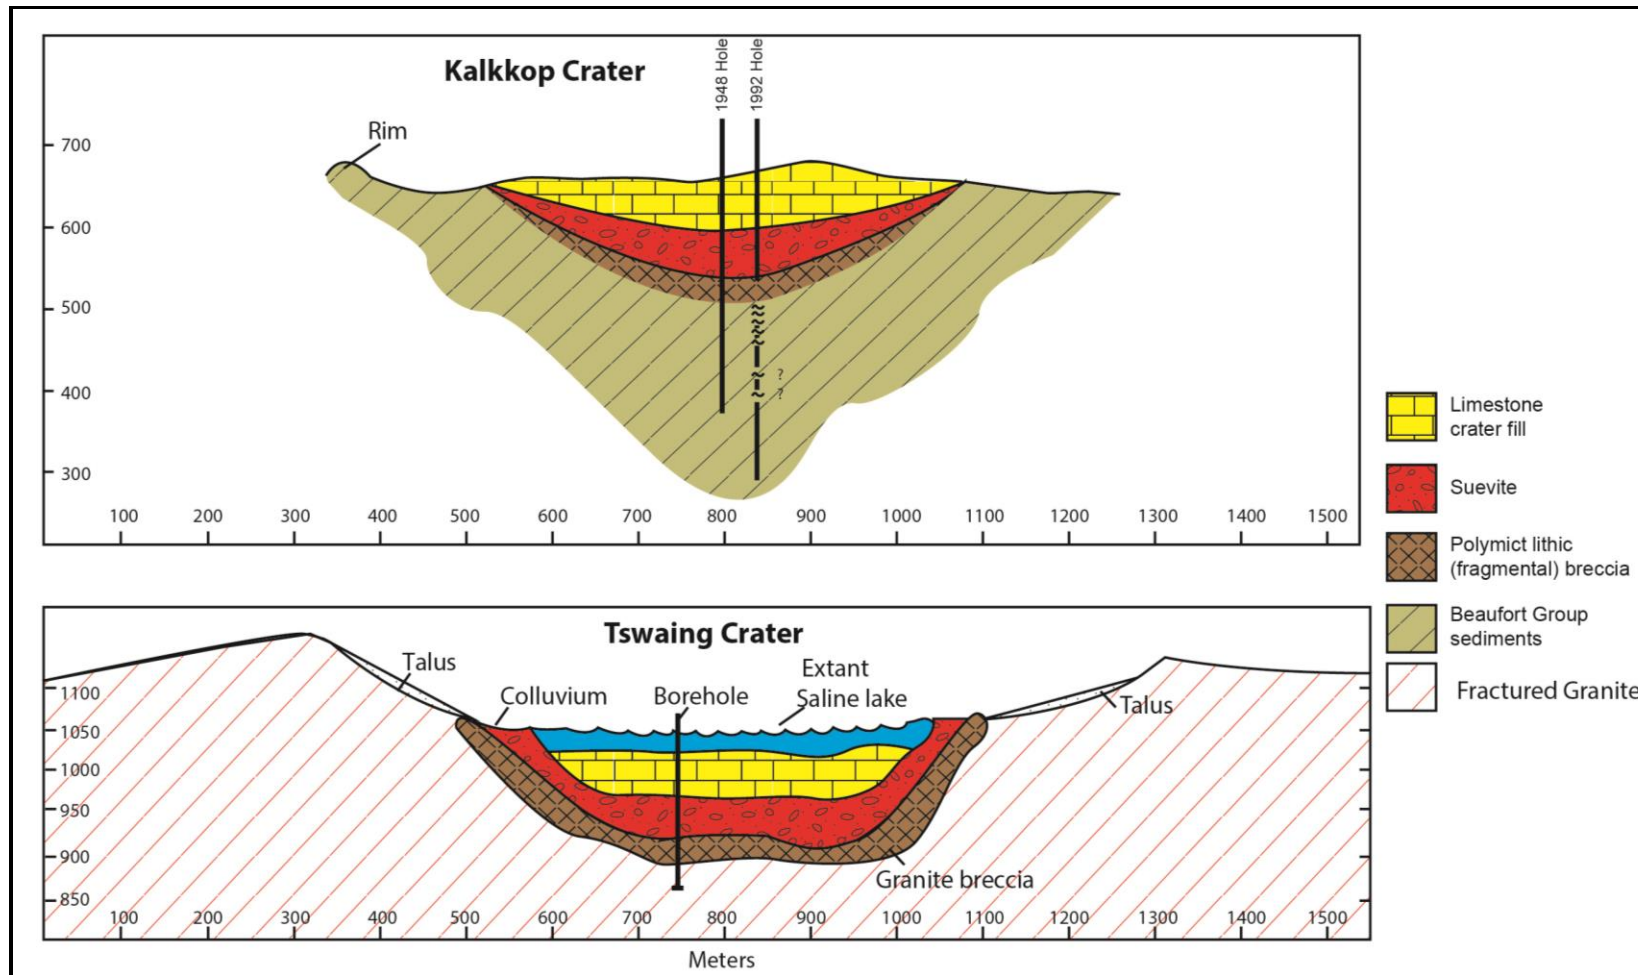 Kalkkop Crater
1948 Hole
1992 Hole
Rim
700
600
500
400
300
?
?
100 200 300 400 500 600 700 800 900 1000 1100 1200 1300 1400 1500
Limestone
crater fill
Suevite
Polymict lithic
(fragmental) breccia
Beaufort Group
sediments
Fractured Granite
Tswaing Crater
Talus
Colluvium
Borehole
Extant
Saline lake
Talus
1100
1050
1000
950
900
850
Granite breccia
100 200 300 400 500 600 700 800 900 1000 1100 1200 1300 1400 1500
Meters